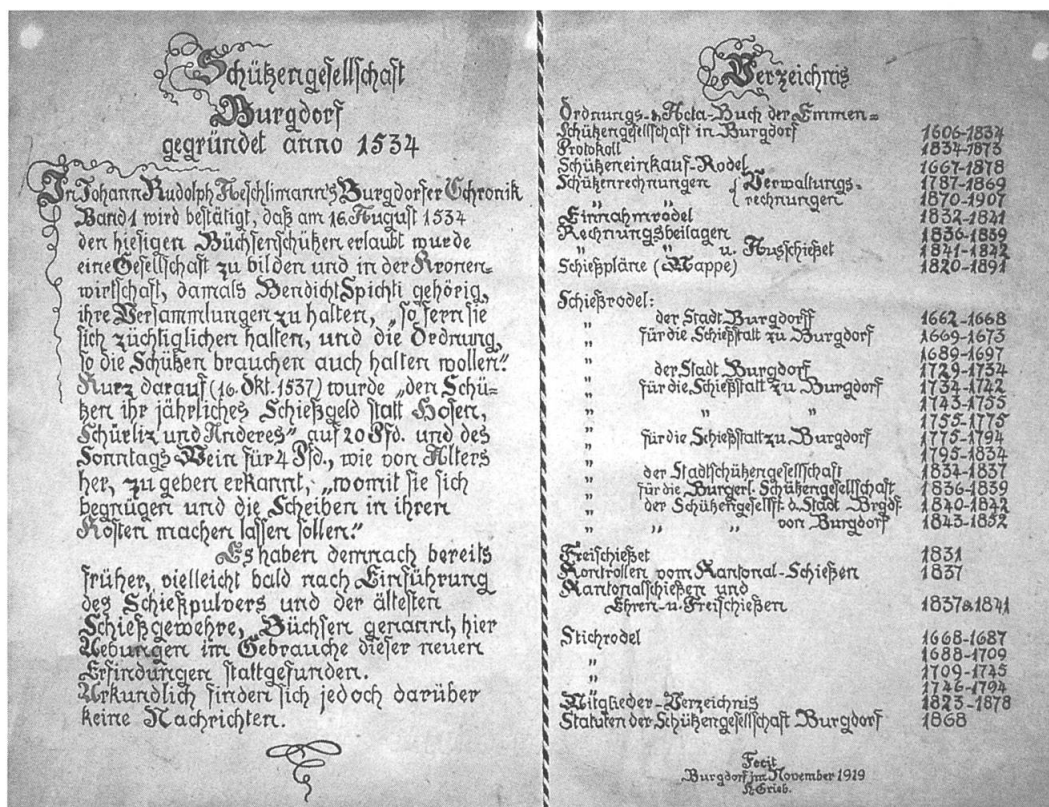 Schützengesellschaft
Burgdorf
gegründet anno 1534
In Johann Rudolph Aeschlimann's Burgdorfer Chronik
Band 1 wird bestätigt, daß am 16. August 1534
den hiesigen Büchsenschützen erlaubt wurde
eine Gesellschaft zu bilden und in der Kronen-
wirtschaft, damals Bendicht Spichti gehörig,
ihre Versammlungen zu halten, „so fern sie
sich züchtiglichen halten, und die Ordnung,
so die Schützen brauchen auch halten wollen."
Kurz darauf (16. Okt. 1537) wurde „den Schü-
tzen ihr jährliches Schießgeld statt Hosen,
Schürliz und Anderes" auf 20 Pfd. und des
Sonntags Wein für 4 Pfd., wie von Alters
her, zu geben erkannt, „womit sie sich
begnügen und die Scheiben in ihren
Kosten machen lassen sollen."
Es haben demnach bereits
früher, vielleicht bald nach Einführung
des Schießpulvers und der ältesten
Schießgewehre, Büchsen genannt, hier
Uebungen im Gebrauche dieser neuen
Erfindungen stattgefunden.
Urkundlich finden sich jedoch darüber
keine Nachrichten.
Verzeichnis
Ordnungs- & Acta-Buch der Emmen=
Schützengesellschaft in Burgdorf 1606-1834
Protokoll 1834-1873
Schützeneinkauf-Rodel 1667-1878
Schützenrechnungen { Verwaltungs- 1787-1869
„ „ { rechnungen 1870-1907
Einnahmrödel 1832-1841
Rechnungsbeilagen 1836-1859
„ u. Ausschießet 1841-1842
Schießpläne (Mappe) 1820-1891
Schießrodel:
„ der Stadt Burgdorff 1662-1668
„ für die Schießstatt zu Burgdorf 1669-1673
„ 1689-1697
„ der Stadt Burgdorf 1729-1734
„ für die Schießstatt zu Burgdorf 1734-1742
„ 1743-1755
„ „ „ 1755-1775
„ für die Schießstatt zu Burgdorf 1775-1794
„ 1795-1834
„ der Stadtschützengesellschaft 1834-1837
„ für die Burgerl. Schützengesellschaft 1836-1839
„ der Schützengesellsft. d. Stadt Brgdf. 1840-1842
„ „ „ von Burgdorf 1843-1852
Freischießet 1831
Kontrollen vom Kantonal-Schießen 1837
Kantonalschießen und
Ehren- u. Freischießen 1837&1841
Stichrodel 1668-1687
„ 1688-1709
„ 1709-1745
1746-1794
Mitglieder-Verzeichnis 1823-1878
Statuten der Schützengesellschaft Burgdorf 1868
Fecit
Burgdorf im November 1929
H. Grieb.